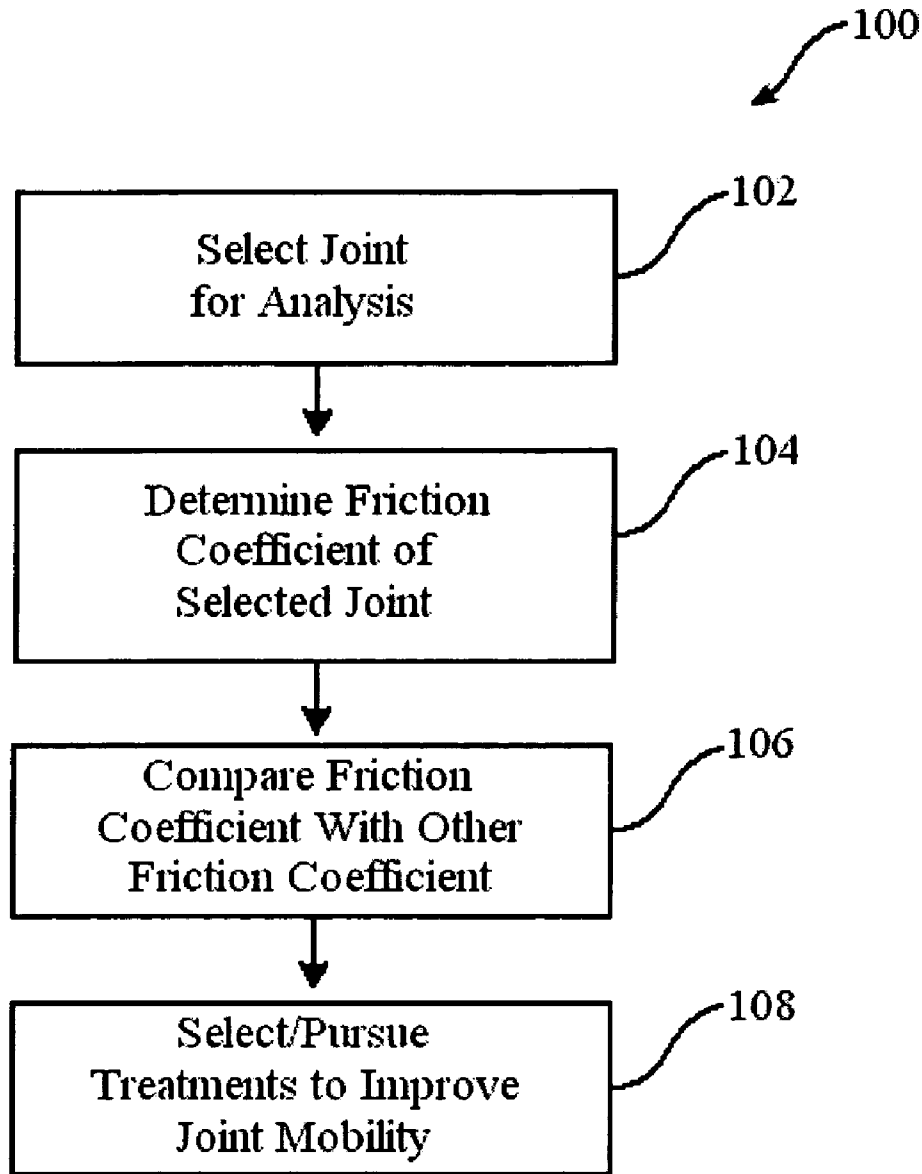 100
102
Select Joint
for Analysis
104
Determine Friction
Coefficient of
Selected Joint
106
Compare Friction
Coefficient With Other
Friction Coefficient
108
Select/Pursue
Treatments to Improve
Joint Mobility